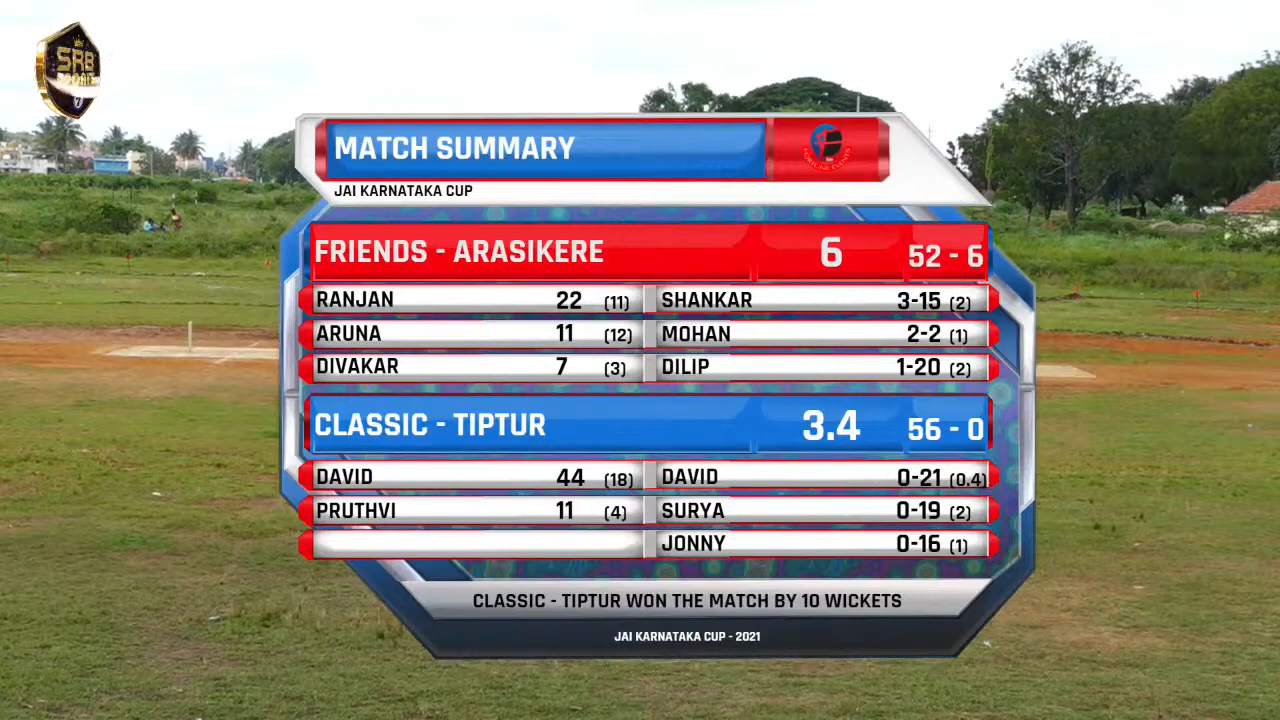 SRB
MATCH SUMMARY
JAI KARNATAKA CUP
FRIENDS - ARASIKERE 6 52 - 6
RANJAN 22 (11) SHANKAR 3-15 (2)
ARUNA 11 (12) MOHAN 2-2 (1)
DIVAKAR 7 (3) DILIP 1-20 (2)
CLASSIC - TIPTUR 3.4 56 - 0
DAVID 44 (18) DAVID 0-21 (0.4)
PRUTHVI 11 (4) SURYA 0-19 (2)
JONNY 0-16 (1)
CLASSIC - TIPTUR WON THE MATCH BY 10 WICKETS
JAI KARNATAKA CUP - 2021